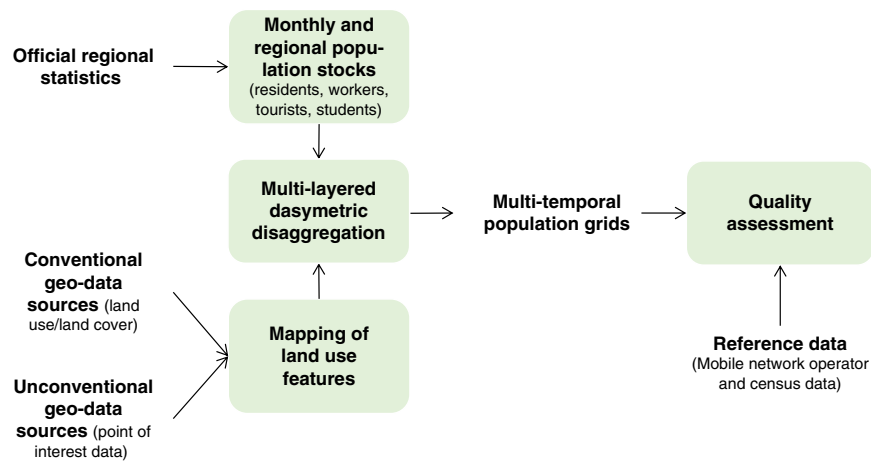 Official regional
statistics
Monthly and
regional popu-
lation stocks
(residents, workers,
tourists, students)
Multi-layered
dasymetric
disaggregation
Multi-temporal
population grids
Quality
assessment
Conventional
geo-data
sources (land
use/land cover)
Unconventional
geo-data
sources (point of
interest data)
Mapping of
land use
features
Reference data
(Mobile network operator
and census data)